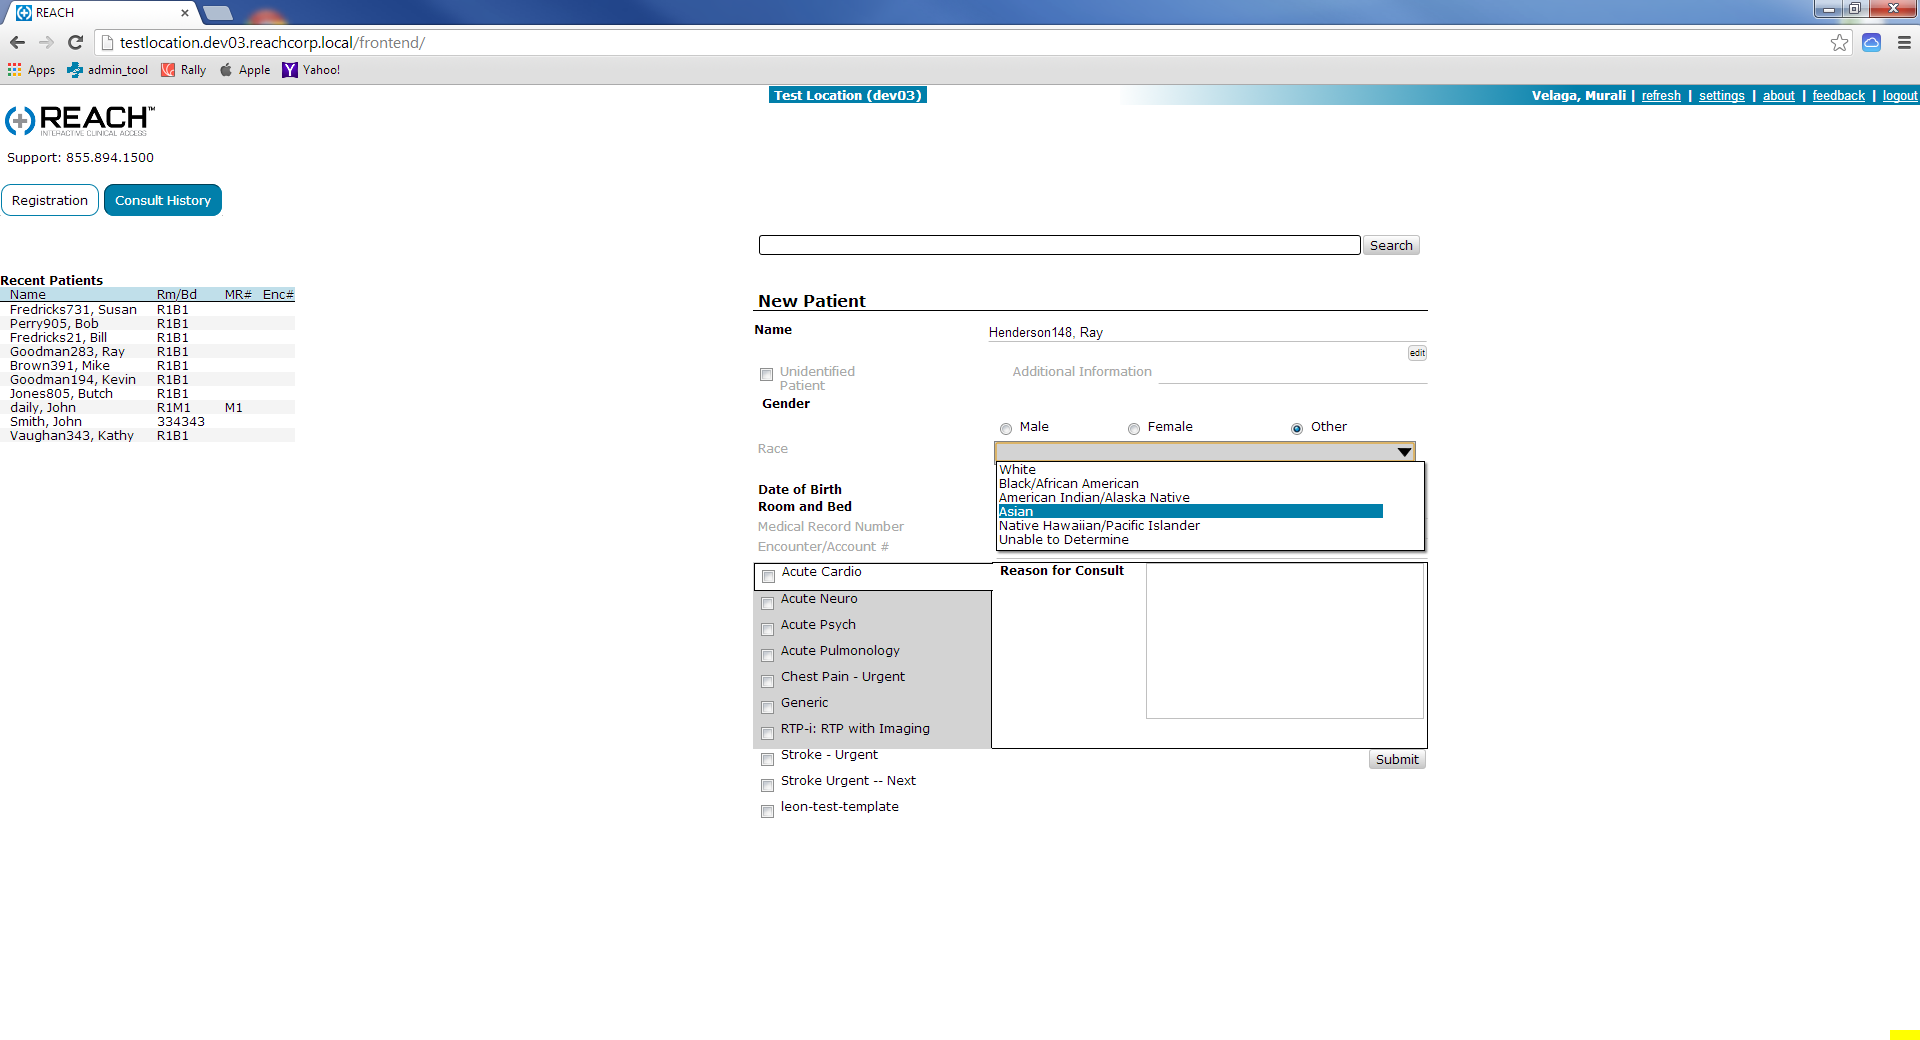 REACH
testlocation.dev03.reachcorp.local/frontend/
Apps admin_tool Rally Apple Yahoo!
Test Location (dev03)
Velaga, Murali | refresh | settings | about | feedback | logout
REACH™
INTERACTIVE CLINICAL ACCESS
Support: 855.894.1500
Registration Consult History
Search
Recent Patients
Name Rm/Bd MR# Enc#
Fredricks731, Susan R1B1
Perry905, Bob R1B1
Fredricks21, Bill R1B1
Goodman283, Ray R1B1
Brown391, Mike R1B1
Goodman194, Kevin R1B1
Jones805, Butch R1B1
daily, John R1M1 M1
Smith, John 334343
Vaughan343, Kathy R1B1
New Patient
Name Henderson148, Ray
edit
Unidentified
Patient
Additional Information
Gender
Male Female Other
Race
White
Black/African American
American Indian/Alaska Native
Asian
Native Hawaiian/Pacific Islander
Unable to Determine
Date of Birth
Room and Bed
Medical Record Number
Encounter/Account #
Acute Cardio
Acute Neuro
Acute Psych
Acute Pulmonology
Chest Pain - Urgent
Generic
RTP-i: RTP with Imaging
Stroke - Urgent
Stroke Urgent -- Next
leon-test-template
Reason for Consult
Submit